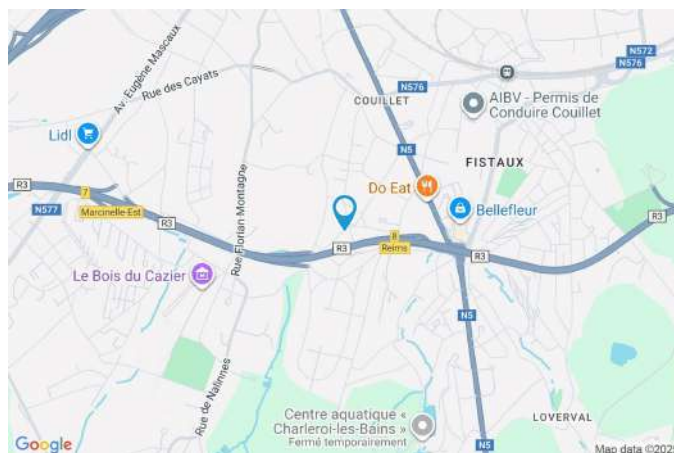 N572
N576
Av. Eugène Mascaux
Rue des Cayats
N576
COUILLET
AIBV - Permis de
Conduire Couillet
Lidl
N5
FISTAUX
Do Eat
R3
7
Marcinelle-Est
N577
R3
Rue Florian Montagne
Bellefleur
R3
8
Reims
R3
R3
Le Bois du Cazier
N5
Rue de Nalinnes
Centre aquatique «
Charleroi-les-Bains »
Fermé temporairement
LOVERVAL
N5
Google
Map data ©2025